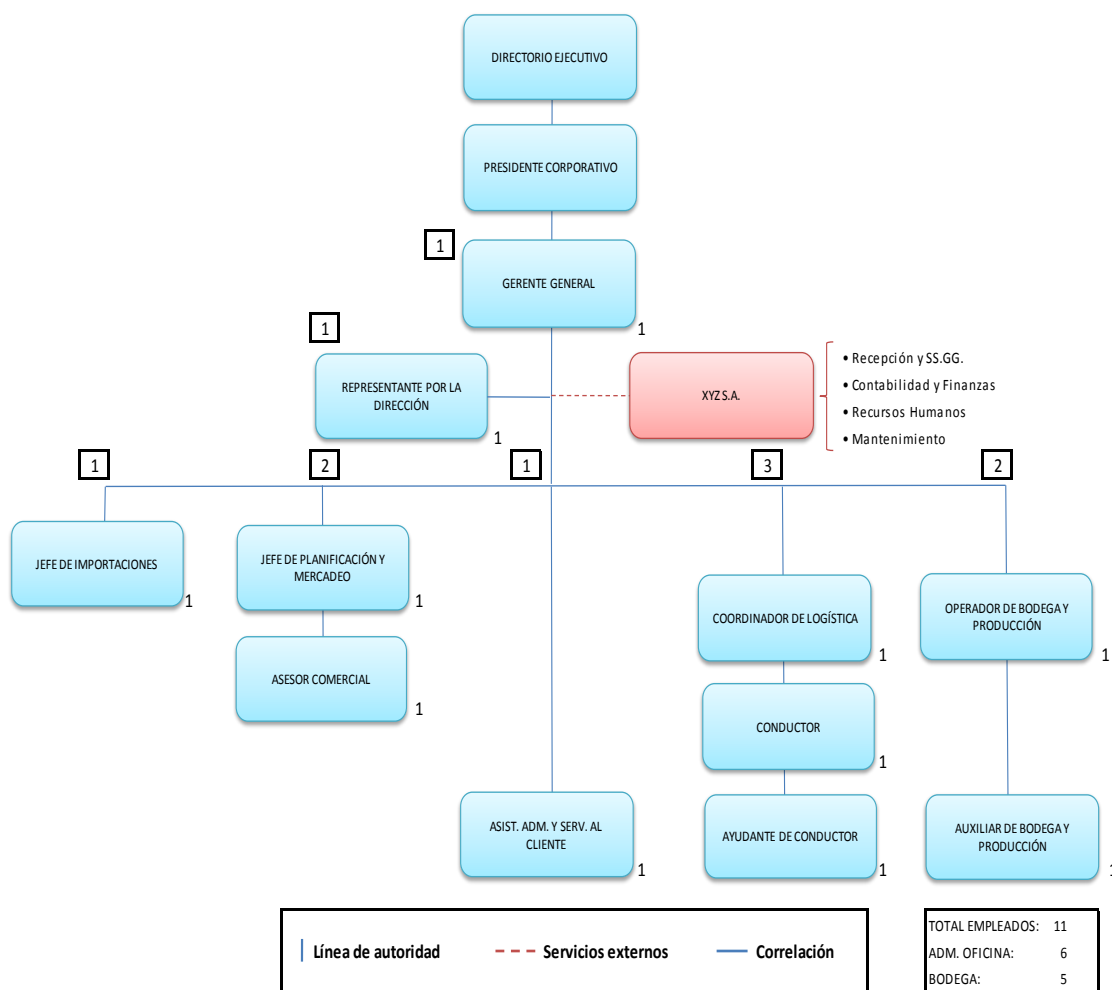 DIRECTORIO EJECUTIVO
PRESIDENTE CORPORATIVO
1
GERENTE GENERAL
1
1
REPRESENTANTE POR LA
DIRECCIÓN
1
XYZ S.A.
• Recepción y SS.GG.
• Contabilidad y Finanzas
• Recursos Humanos
• Mantenimiento
1
2
1
3
2
JEFE DE IMPORTACIONES
1
JEFE DE PLANIFICACIÓN Y
MERCADEO
1
ASESOR COMERCIAL
1
ASIST. ADM. Y SERV. AL
CLIENTE
1
COORDINADOR DE LOGÍSTICA
1
CONDUCTOR
1
AYUDANTE DE CONDUCTOR
1
OPERADOR DE BODEGA Y
PRODUCCIÓN
1
AUXILIAR DE BODEGA Y
PRODUCCIÓN
1
Línea de autoridad
Servicios externos
Correlación
TOTAL EMPLEADOS: 11
ADM. OFICINA: 6
BODEGA: 5